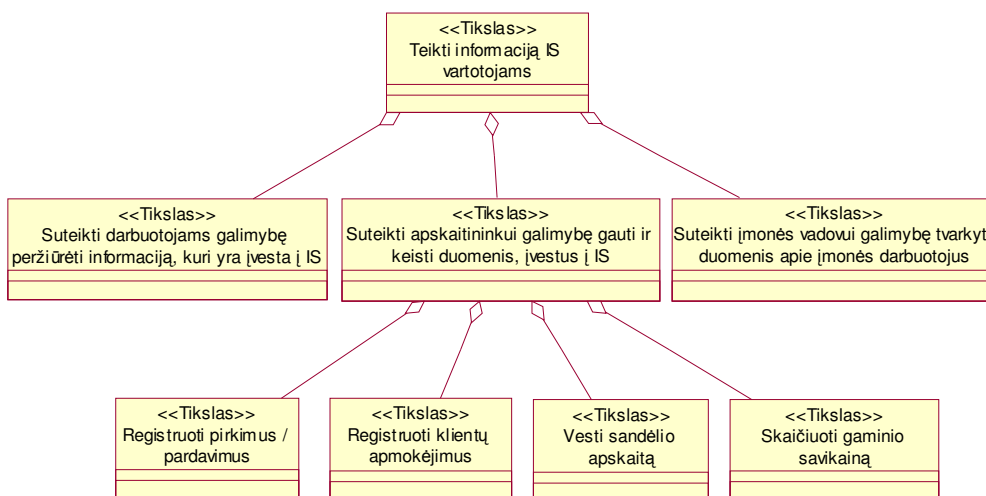 <<Tikslas>>
Teikti informaciją IS
vartotojams
<<Tikslas>>
Suteikti darbuotojams galimybę
peržiūrėti informaciją, kuri yra įvesta į IS
<<Tikslas>>
Suteikti apskaitininkui galimybę gauti ir
keisti duomenis, įvestus į IS
<<Tikslas>>
Suteikti įmonės vadovui galimybę tvarkyt
duomenis apie įmonės darbuotojus
<<Tikslas>>
Registruoti pirkimus /
pardavimus
<<Tikslas>>
Registruoti klientų
apmokėjimus
<<Tikslas>>
Vesti sandėlio
apskaitą
<<Tikslas>>
Skaičiuoti gaminio
savikainą